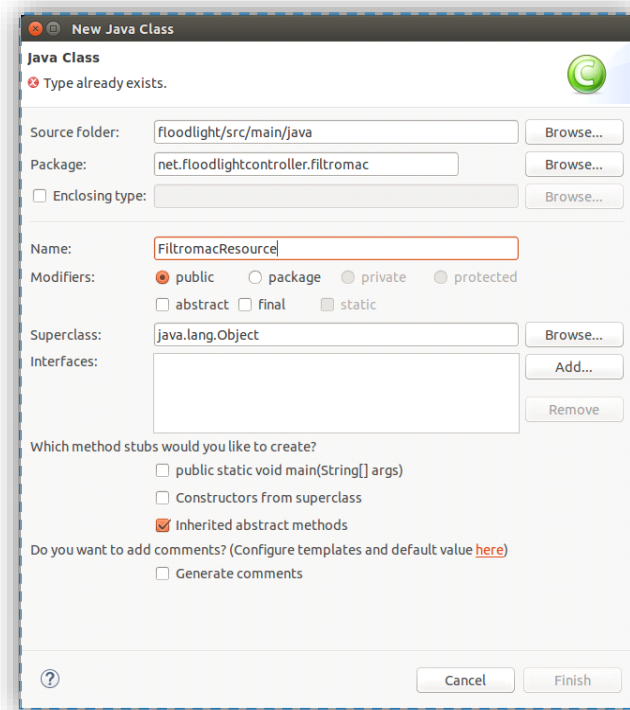 New Java Class
Java Class
Type already exists.
Source folder: floodlight/src/main/java Browse...
Package: net.floodlightcontroller.filtromac Browse...
Enclosing type: Browse...
Name: FiltromacResource
Modifiers: public package private protected
abstract final static
Superclass: java.lang.Object Browse...
Interfaces: Add...
Remove
Which method stubs would you like to create?
public static void main(String[] args)
Constructors from superclass
Inherited abstract methods
Do you want to add comments? (Configure templates and default value here)
Generate comments
? Cancel Finish